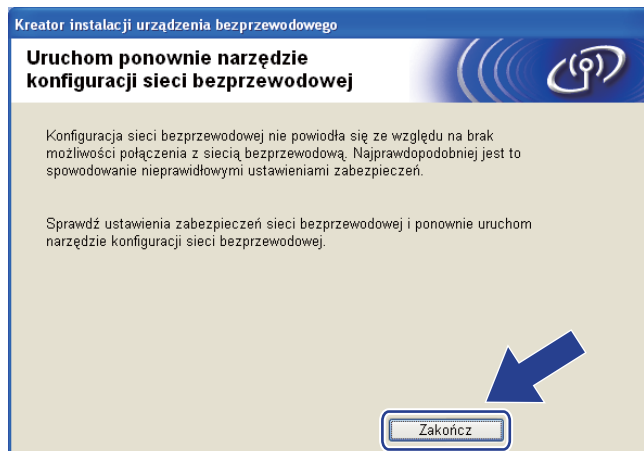 Kreator instalacji urządzenia bezprzewodowego
Uruchom ponownie narzędzie
konfiguracji sieci bezprzewodowej
Konfiguracja sieci bezprzewodowej nie powiodła się ze względu na brak
możliwości połączenia z siecią bezprzewodową. Najprawdopodobniej jest to
spowodowanie nieprawidłowymi ustawieniami zabezpieczeń.
Sprawdź ustawienia zabezpieczeń sieci bezprzewodowej i ponownie uruchom
narzędzie konfiguracji sieci bezprzewodowej.
Zakończ